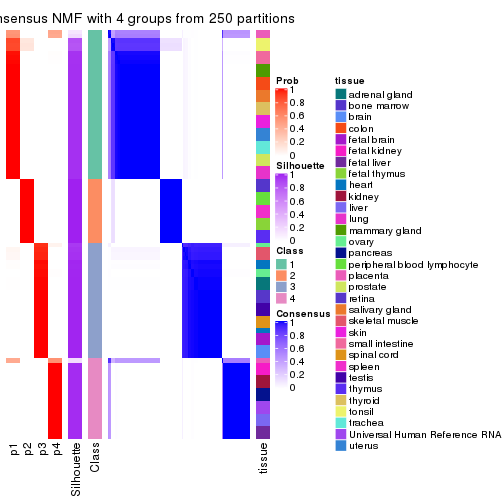 nsensus NMF with 4 groups from 250 partitions
Prob
1
0.8
0.6
0.4
0.2
0
Silhouette
1
0.8
0.6
0.4
0.2
0
Class
1
2
3
4
Consensus
1
0.8
0.6
0.4
0.2
0
tissue
adrenal gland
bone marrow
brain
colon
fetal brain
fetal kidney
fetal liver
fetal thymus
heart
kidney
liver
lung
mammary gland
ovary
pancreas
peripheral blood lymphocyte
placenta
prostate
retina
salivary gland
skeletal muscle
skin
small intestine
spinal cord
spleen
testis
thymus
thyroid
tonsil
trachea
Universal Human Reference RNA
uterus
p1
p2
p3
p4
Silhouette
Class
tissue